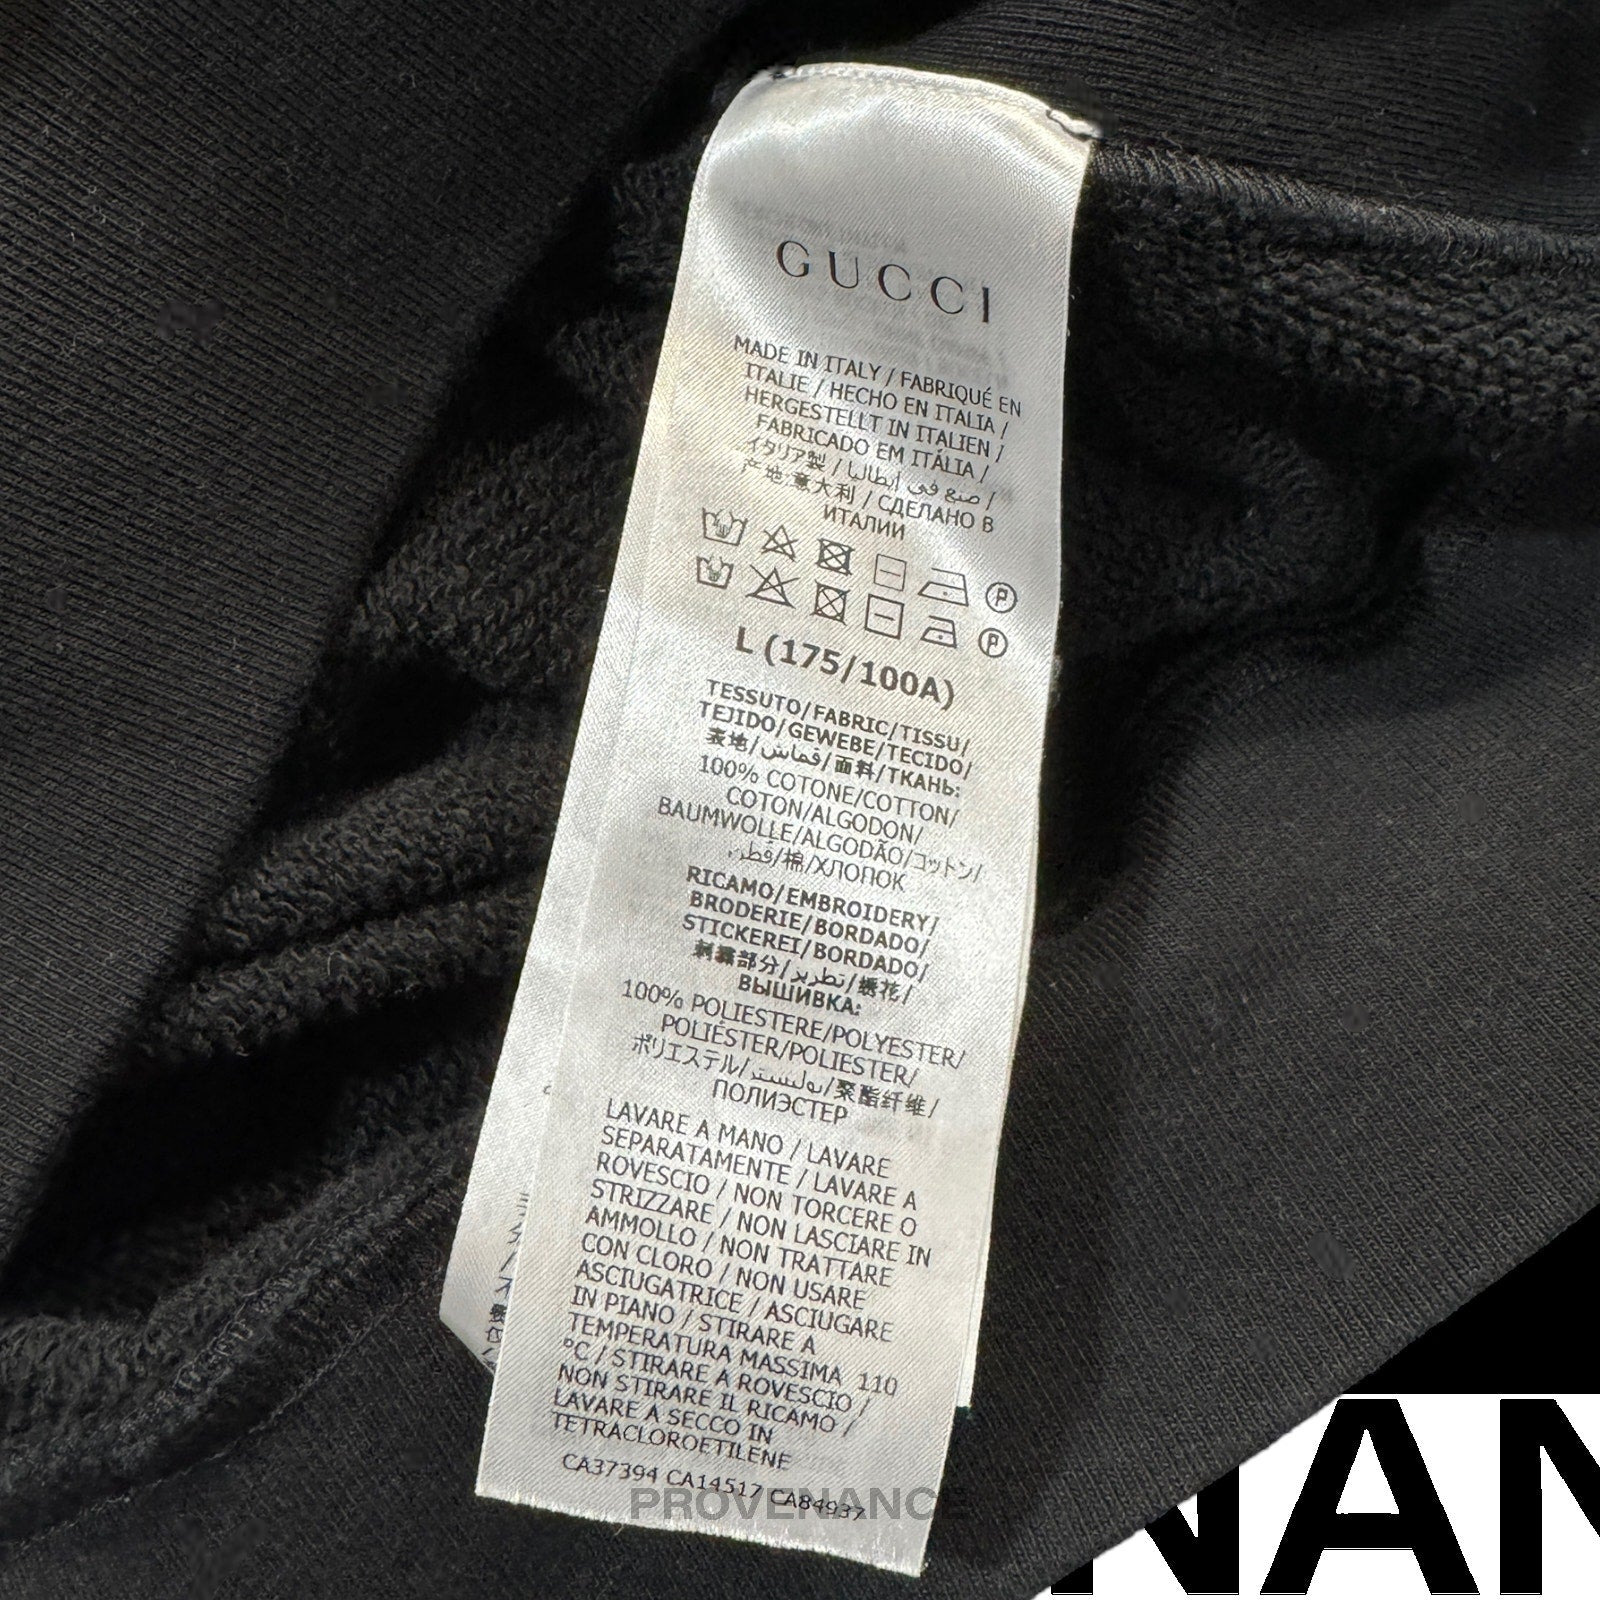 GUCCI
MADE IN ITALY / FABRIQUÉ EN
ITALIE / HECHO EN ITALIA /
HERGESTELLT IN ITALIEN /
FABRICADO EM ITÁLIA /
イタリア製 / صنع في إيطاليا /
产地:意大利 / СДЕЛАНО В
ИТАЛИИ
L (175/100A)
TESSUTO/FABRIC/TISSU/
TEJIDO/GEWEBE/TECIDO/
表地/قماش/面料/ТКАНЬ:
100% COTONE/COTTON/
COTON/ALGODON/
BAUMWOLLE/ALGODÃO/コットン/
قطن/棉/ХЛОПОК
RICAMO/EMBROIDERY/
BRODERIE/BORDADO/
STICKEREI/BORDADO/
刺繍部分/تطريز/绣花/
ВЫШИВКА:
100% POLIESTERE/POLYESTER/
POLIÉSTER/POLIESTER/
ポリエステル/بوليستر/聚酯纤维/
ПОЛИЭСТЕР
LAVARE A MANO / LAVARE
SEPARATAMENTE / LAVARE A
ROVESCIO / NON TORCERE O
STRIZZARE / NON LASCIARE IN
AMMOLLO / NON TRATTARE
CON CLORO / NON USARE
ASCIUGATRICE / ASCIUGARE
IN PIANO / STIRARE A
TEMPERATURA MASSIMA 110
°C / STIRARE A ROVESCIO /
NON STIRARE IL RICAMO /
LAVARE A SECCO IN
TETRACLOROETILENE
CA37394 CA14517 CA84937
PROVENANCE
NAN